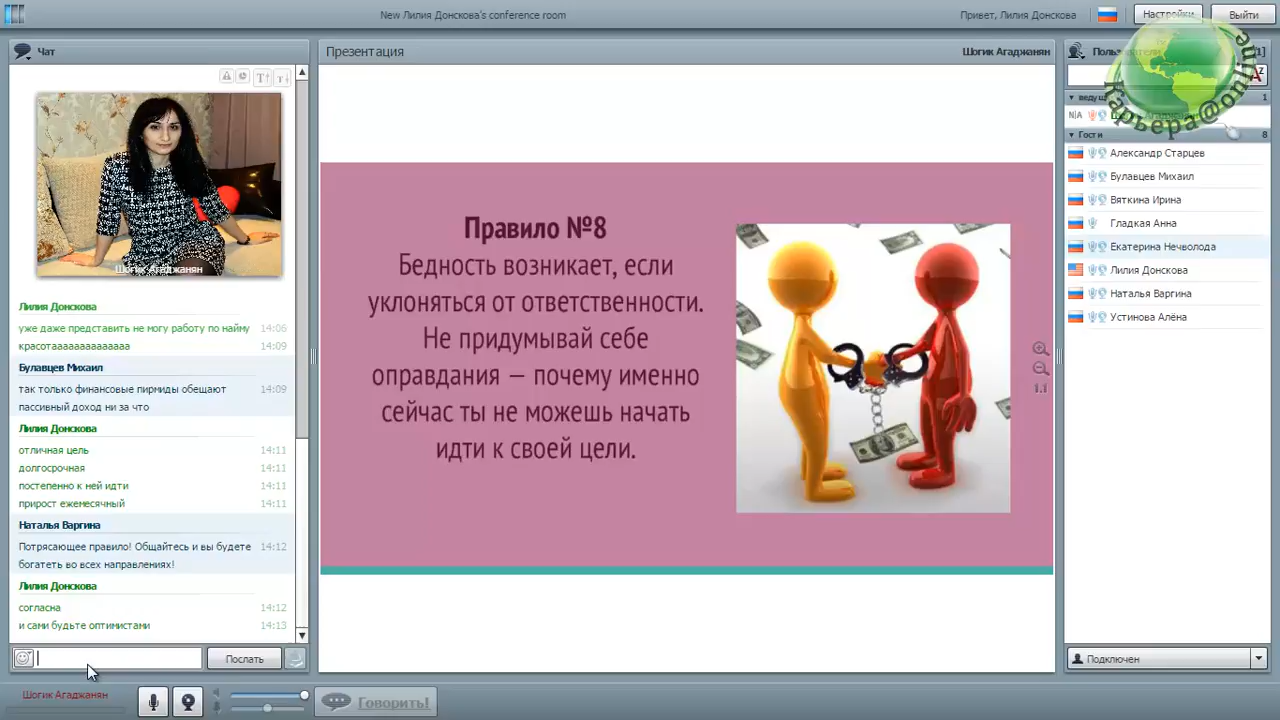 New Лилия Донскова's conference room
Привет, Лилия Донскова
Настройки
Выйти
Чат
Шогик Агаджанян
Лилия Донскова
уже даже представить не могу работу по найму 14:06
красотааааааааааааа 14:09
Булавцев Михаил
так только финансовые пирмиды обещают 14:09
пассивный доход ни за что
Лилия Донскова
отличная цель 14:11
долгосрочная 14:11
постепенно к ней идти 14:11
прирост ежемесячный 14:11
Наталья Варгина
Потрясающее правило! Общайтесь и вы будете 14:12
богатеть во всех направлениях!
Лилия Донскова
согласна 14:12
и сами будьте оптимистами 14:13
Послать
Шогик Агаджанян
Говорить!
Презентация
Шогик Агаджанян
Правило №8
Бедность возникает, если
уклоняться от ответственности.
Не придумывай себе
оправдания — почему именно
сейчас ты не можешь начать
идти к своей цели.
1:1
карьера@online
1
N|A
Гости 8
Александр Старцев
Булавцев Михаил
Вяткина Ирина
Гладкая Анна
Екатерина Нечволода
Лилия Донскова
Наталья Варгина
Устинова Алёна
Подключен